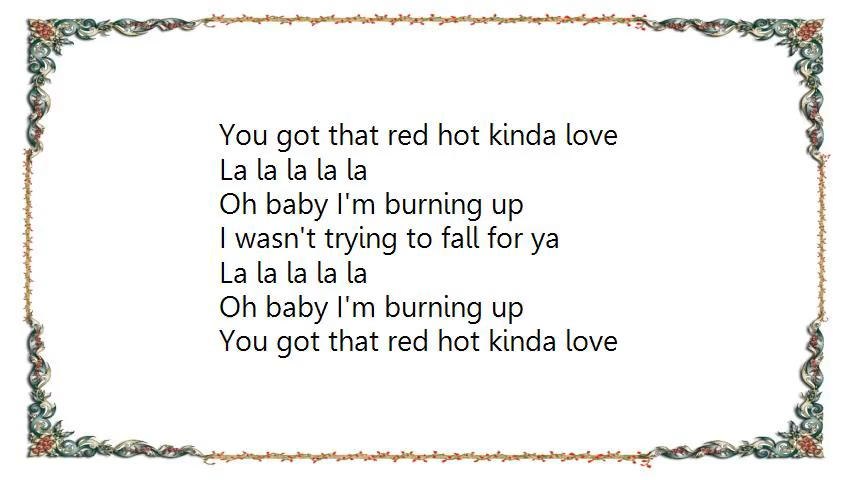 You got that red hot kinda love
La la la la la
Oh baby I'm burning up
I wasn't trying to fall for ya
La la la la la
Oh baby I'm burning up
You got that red hot kinda love